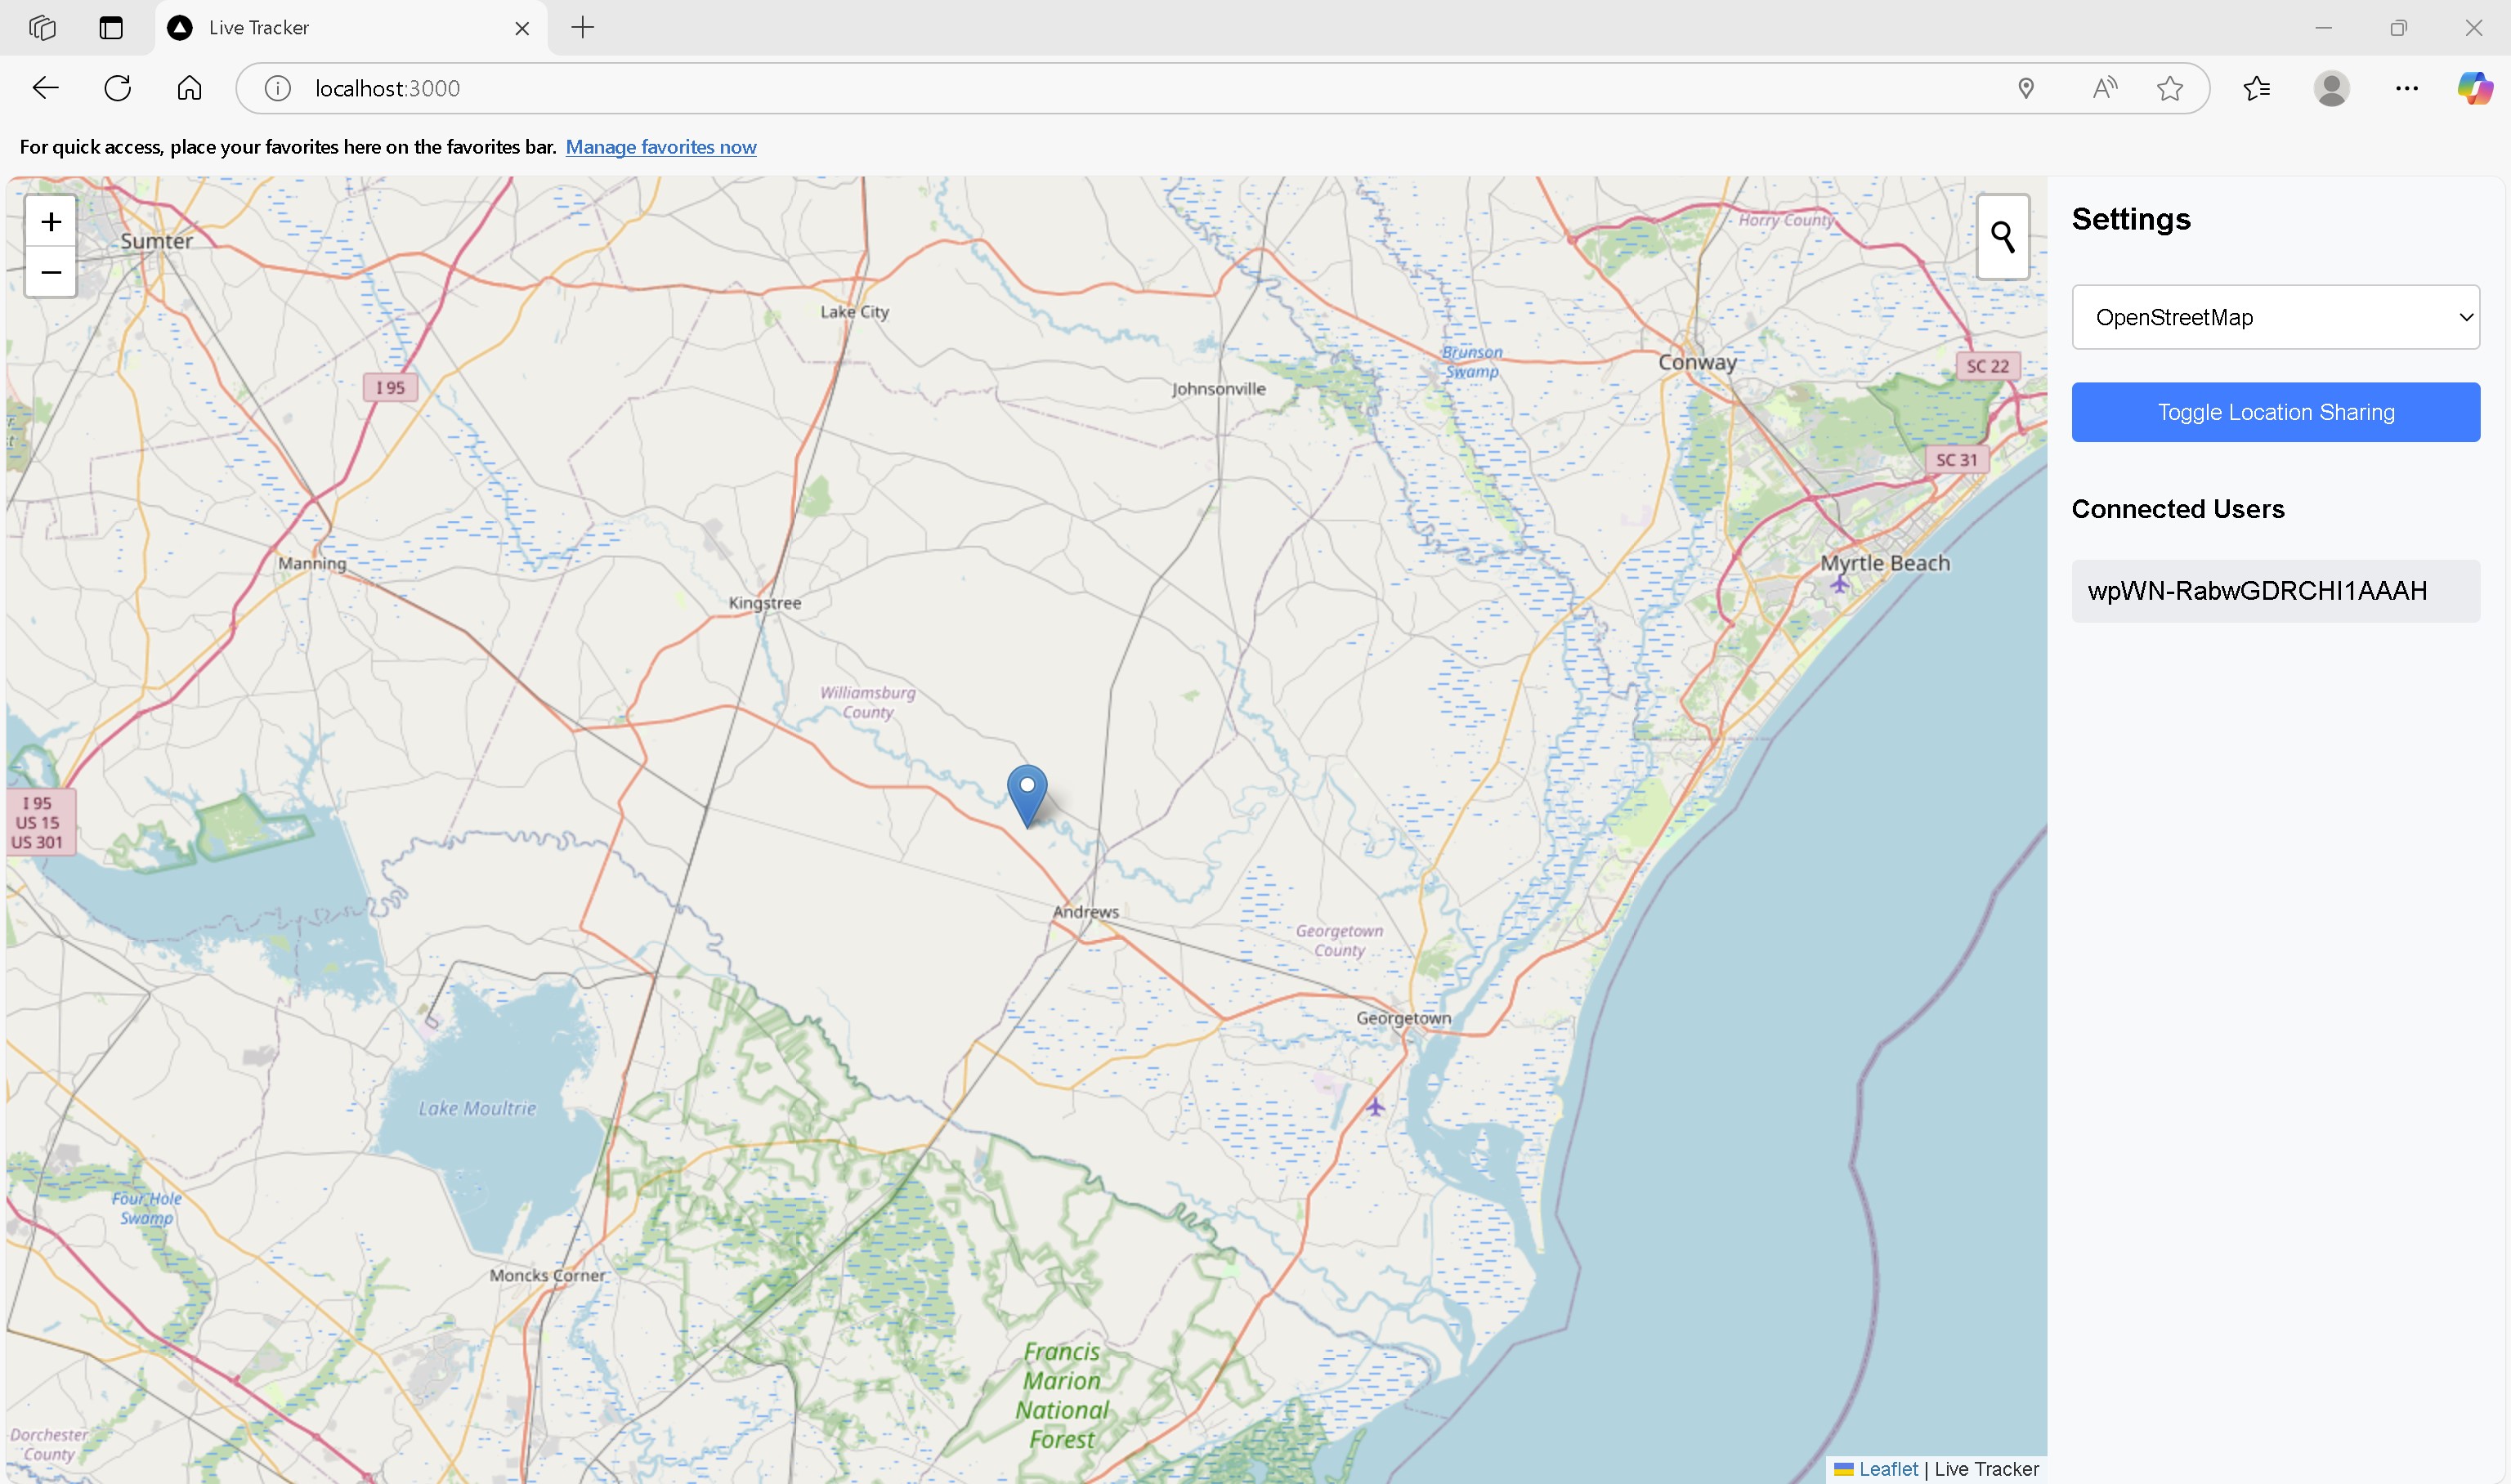 Live Tracker
localhost:3000
For quick access, place your favorites here on the favorites bar. Manage favorites now
+
−
Sumter
Horry County
Lake City
Brunson
Swamp
Conway
SC 22
I 95
Johnsonville
SC 31
Manning
Myrtle Beach
Kingstree
Williamsburg
County
I 95
US 15
US 301
Andrews
Georgetown
County
Georgetown
Lake Moultrie
Four Hole
Swamp
Moncks Corner
Francis
Marion
National
Forest
Dorchester
County
Leaflet | Live Tracker
Settings
OpenStreetMap
Toggle Location Sharing
Connected Users